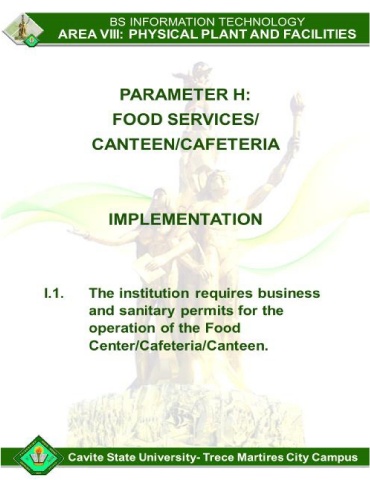 BS INFORMATION TECHNOLOGY
AREA VIII: PHYSICAL PLANT AND FACILITIES
PARAMETER H:
FOOD SERVICES/
CANTEEN/CAFETERIA
IMPLEMENTATION
I.1. The institution requires business
and sanitary permits for the
operation of the Food
Center/Cafeteria/Canteen.
Cavite State University- Trece Martires City Campus